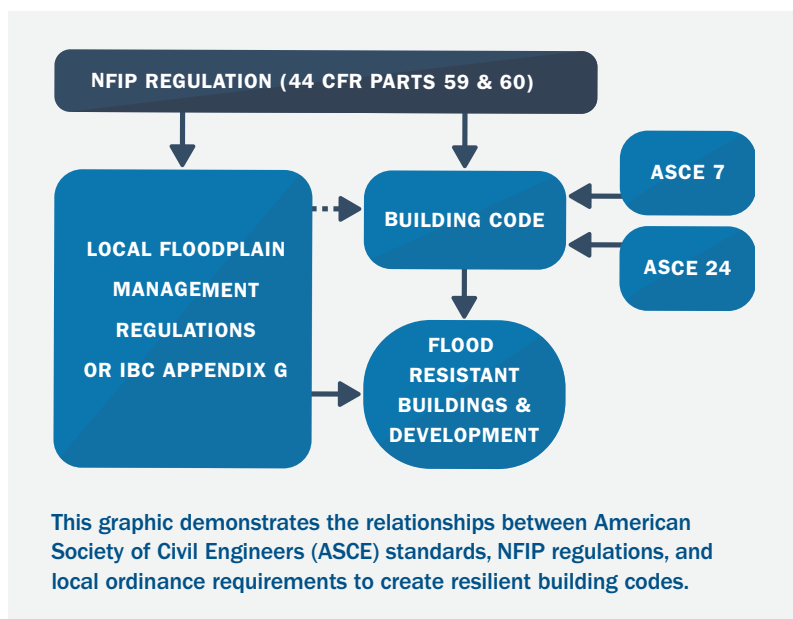 NFIP REGULATION (44 CFR PARTS 59 & 60)
LOCAL FLOODPLAIN
MANAGEMENT
REGULATIONS
OR IBC APPENDIX G
BUILDING CODE
ASCE 7
ASCE 24
FLOOD
RESISTANT
BUILDINGS &
DEVELOPMENT
This graphic demonstrates the relationships between American
Society of Civil Engineers (ASCE) standards, NFIP regulations, and
local ordinance requirements to create resilient building codes.